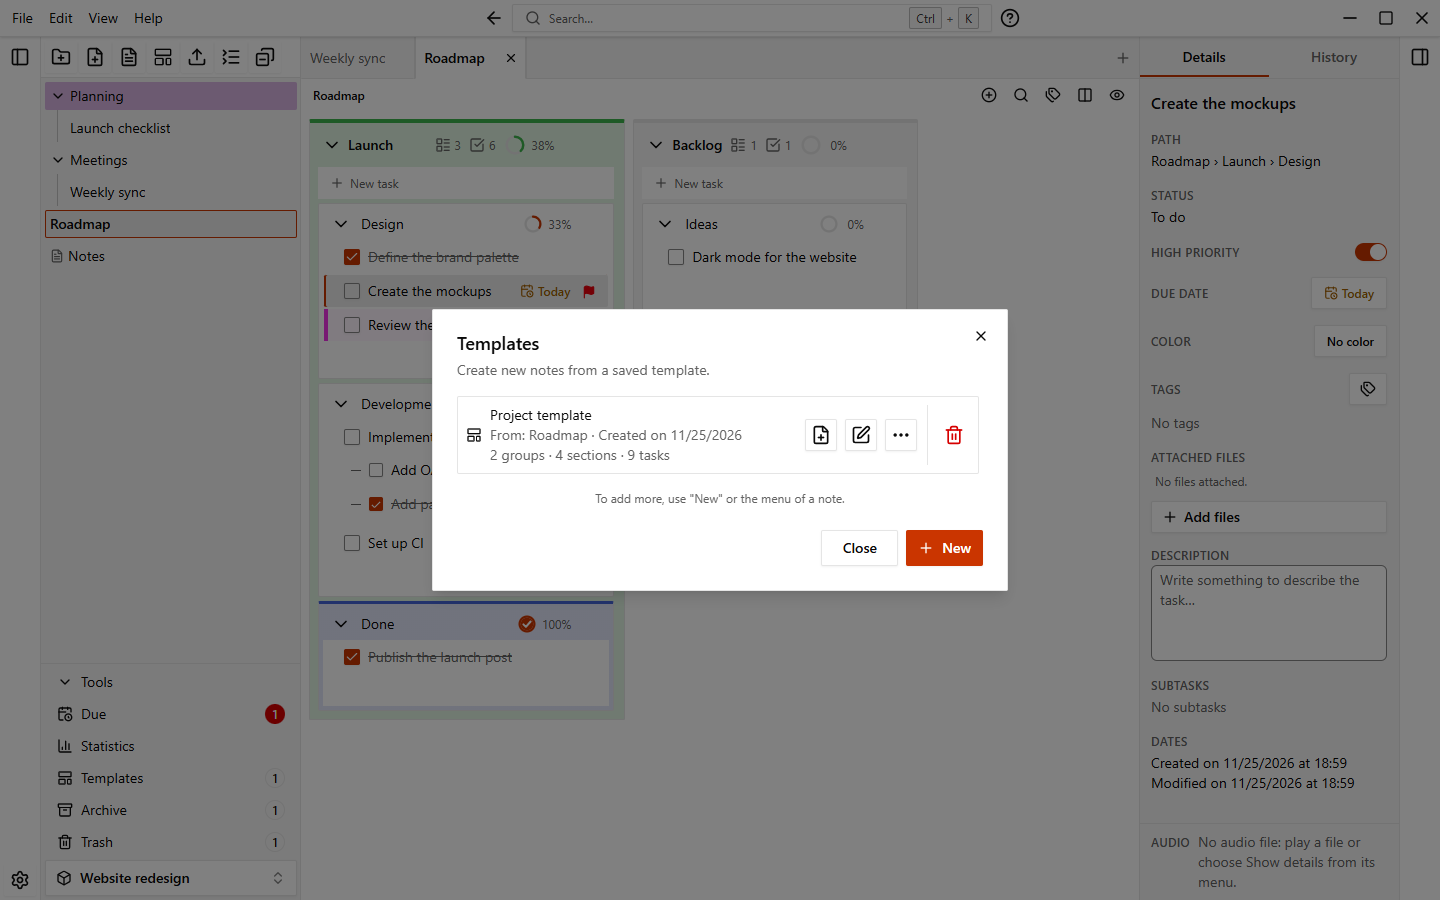 File Edit View Help
Search...
Ctrl + K
Weekly sync
Roadmap
Details
History
Planning
Launch checklist
Meetings
Weekly sync
Roadmap
Notes
Roadmap
Launch 3 6 38%
New task
Design 33%
Define the brand palette
Create the mockups Today
Review the
Developme
Implement
Add O
Add pa
Set up CI
Done 100%
Publish the launch post
Backlog 1 1 0%
New task
Ideas 0%
Dark mode for the website
Templates
Create new notes from a saved template.
Project template
From: Roadmap · Created on 11/25/2026
2 groups · 4 sections · 9 tasks
To add more, use "New" or the menu of a note.
Close
New
Create the mockups
PATH
Roadmap › Launch › Design
STATUS
To do
HIGH PRIORITY
DUE DATE Today
COLOR No color
TAGS
No tags
ATTACHED FILES
No files attached.
Add files
DESCRIPTION
Write something to describe the
task...
SUBTASKS
No subtasks
DATES
Created on 11/25/2026 at 18:59
Modified on 11/25/2026 at 18:59
AUDIO No audio file: play a file or
choose Show details from its
menu.
Tools
Due 1
Statistics
Templates 1
Archive 1
Trash 1
Website redesign